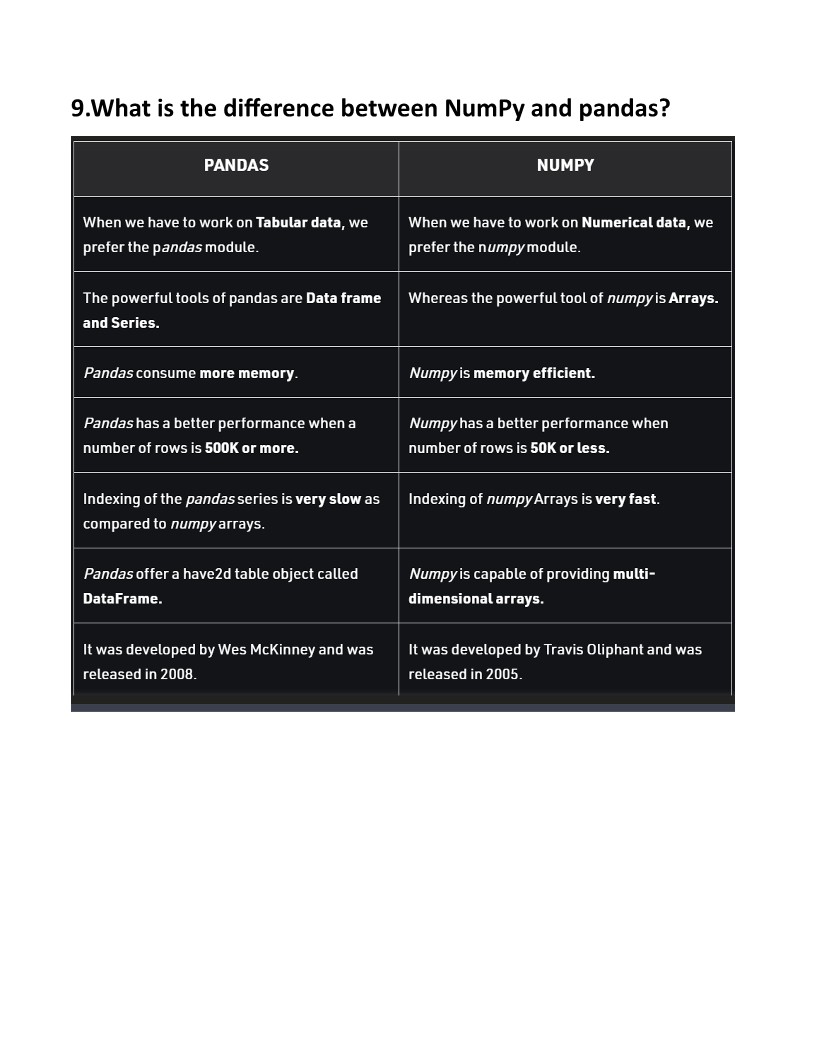 9.What is the difference between NumPy and pandas?
PANDAS
NUMPY
When we have to work on Tabular data, we
prefer the pandas module.
When we have to work on Numerical data, we
prefer the numpy module.
The powerful tools of pandas are Data frame
and Series.
Whereas the powerful tool of numpy is Arrays.
Pandas consume more memory.
Numpy is memory efficient.
Pandas has a better performance when a
number of rows is 500K or more.
Numpy has a better performance when
number of rows is 50K or less.
Indexing of the pandas series is very slow as
compared to numpy arrays.
Indexing of numpy Arrays is very fast.
Pandas offer a have2d table object called
DataFrame.
Numpy is capable of providing multi-
dimensional arrays.
It was developed by Wes McKinney and was
released in 2008.
It was developed by Travis Oliphant and was
released in 2005.